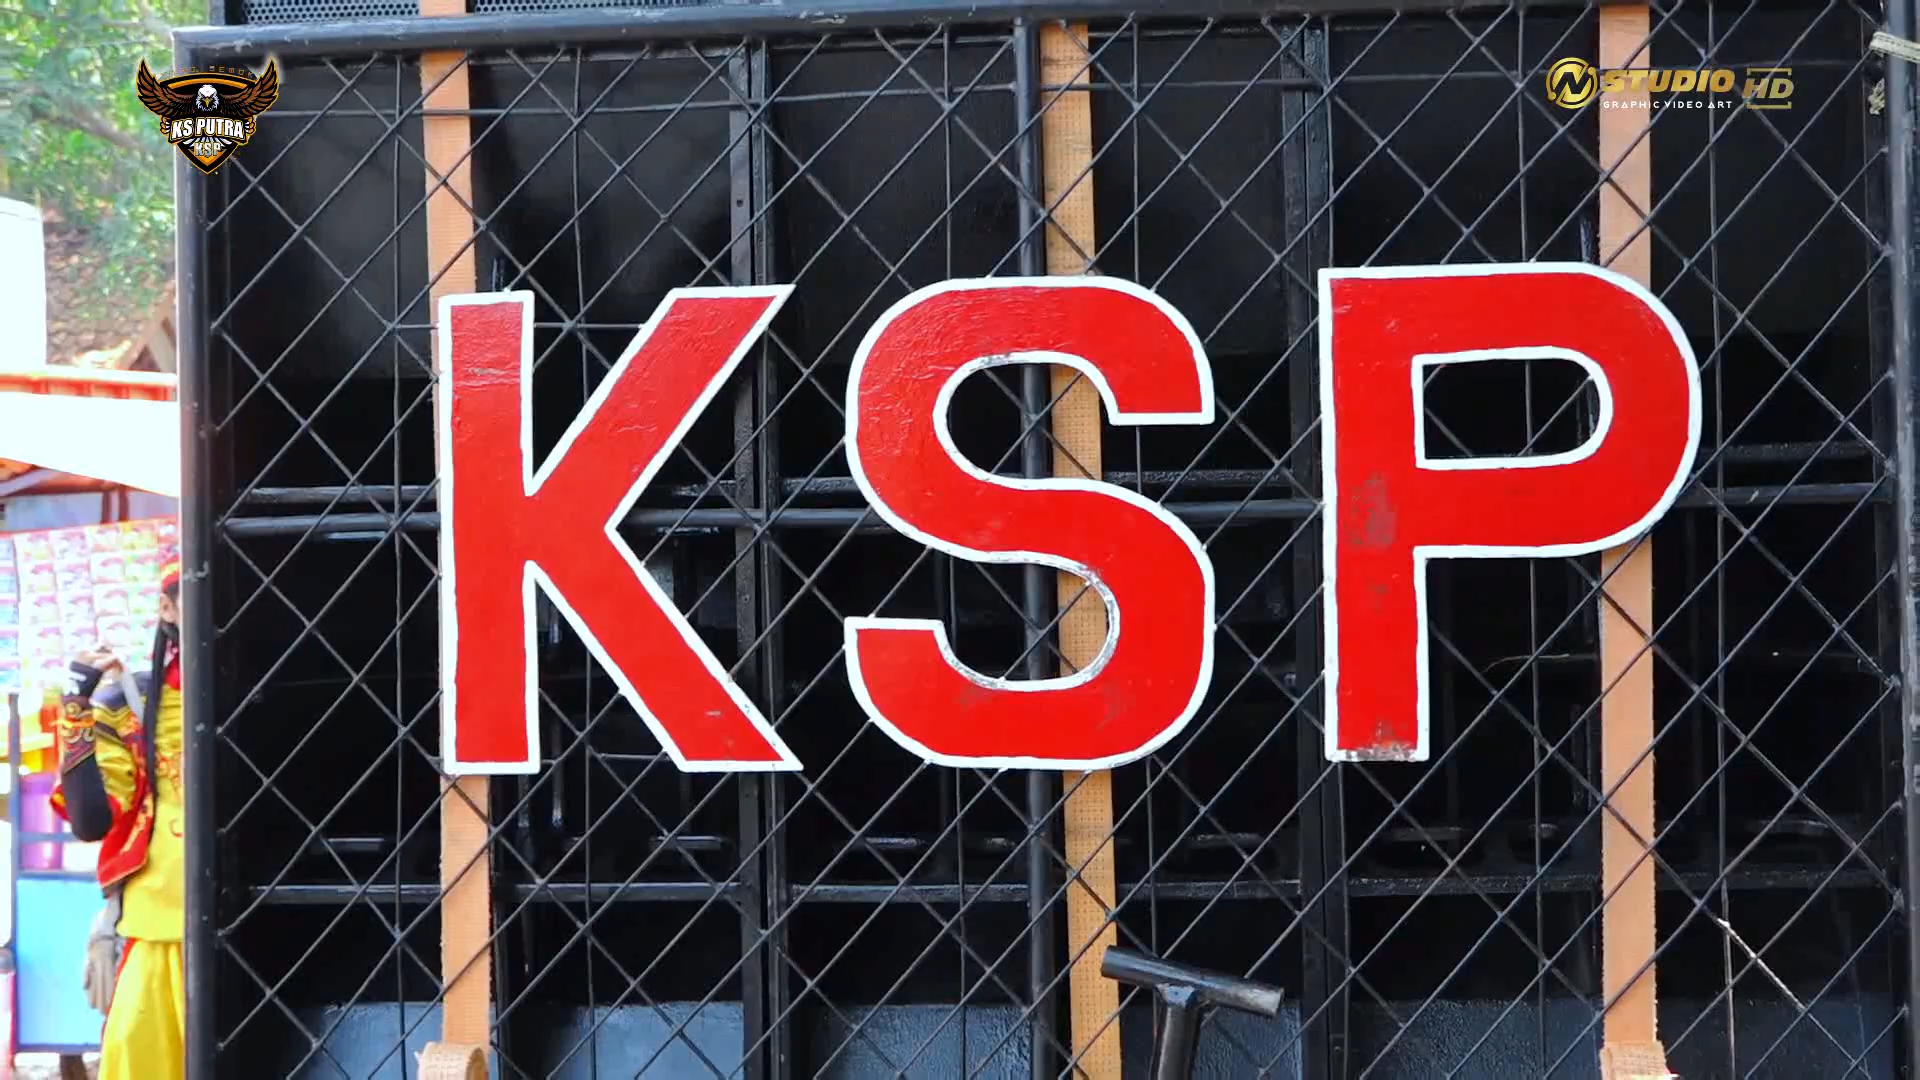 KS PUTRA
KSP
N STUDIO HD
GRAPHIC VIDEO ART
KSP